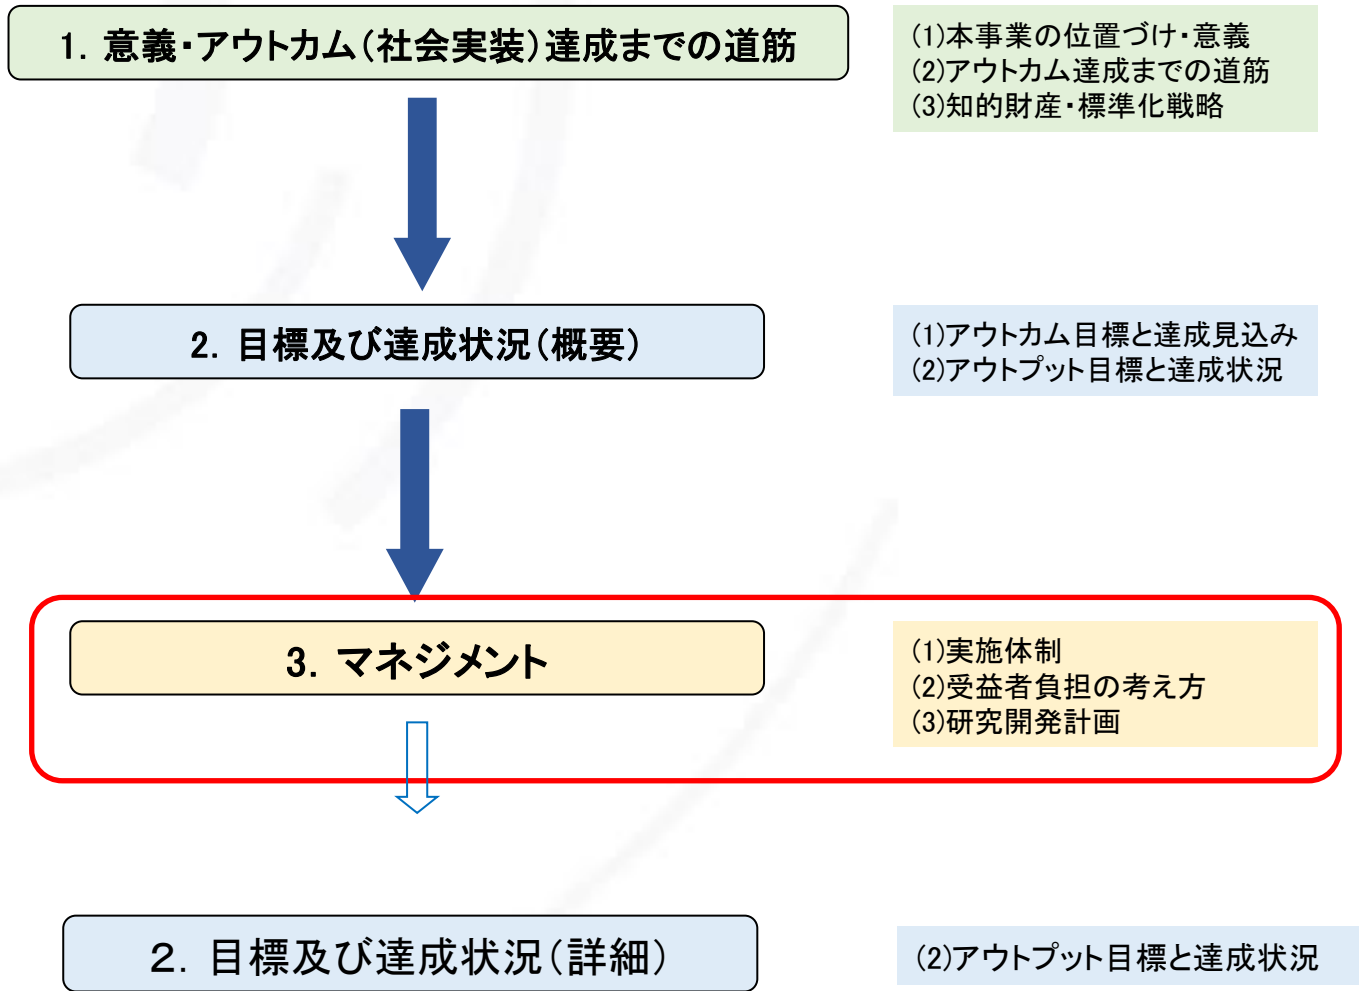 1. 意義・アウトカム(社会実装)達成までの道筋
(1)本事業の位置づけ・意義
(2)アウトカム達成までの道筋
(3)知的財産・標準化戦略
2. 目標及び達成状況(概要)
(1)アウトカム目標と達成見込み
(2)アウトプット目標と達成状況
3. マネジメント
(1)実施体制
(2)受益者負担の考え方
(3)研究開発計画
2. 目標及び達成状況(詳細)
(2)アウトプット目標と達成状況